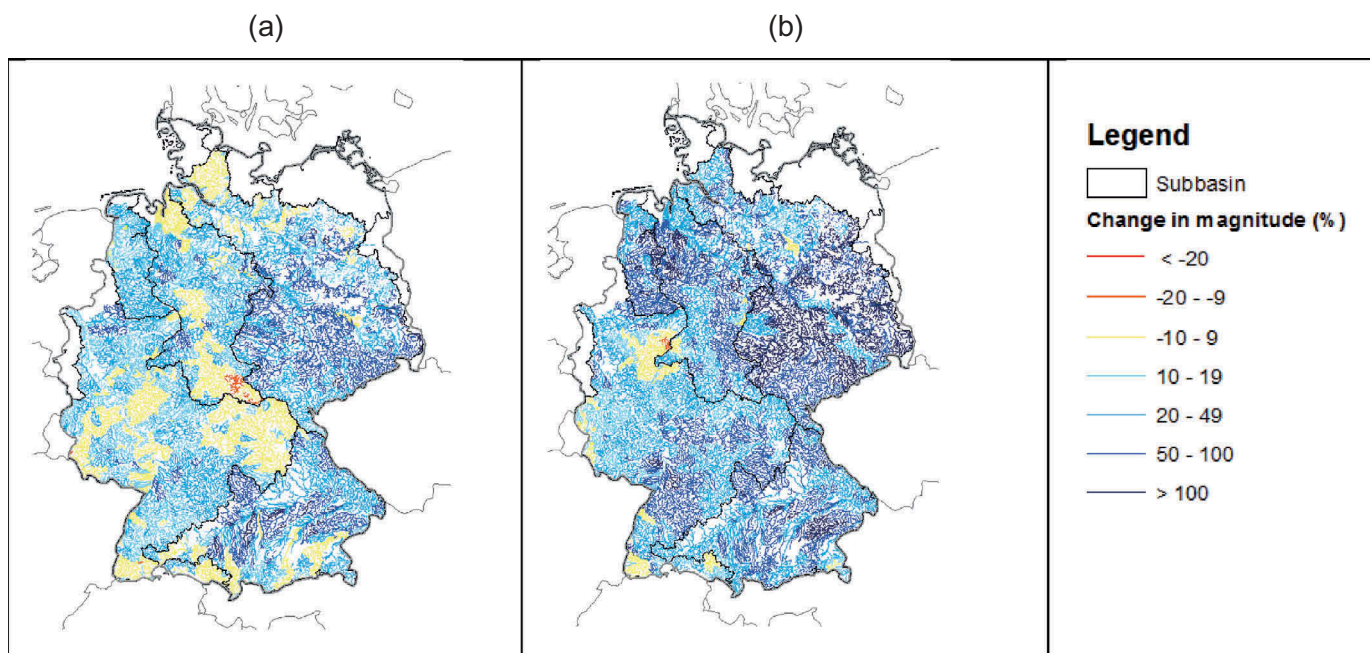 (a)
(b)
Legend
Subbasin
Change in magnitude (%)
< -20
-20 - -9
-10 - 9
10 - 19
20 - 49
50 - 100
> 100